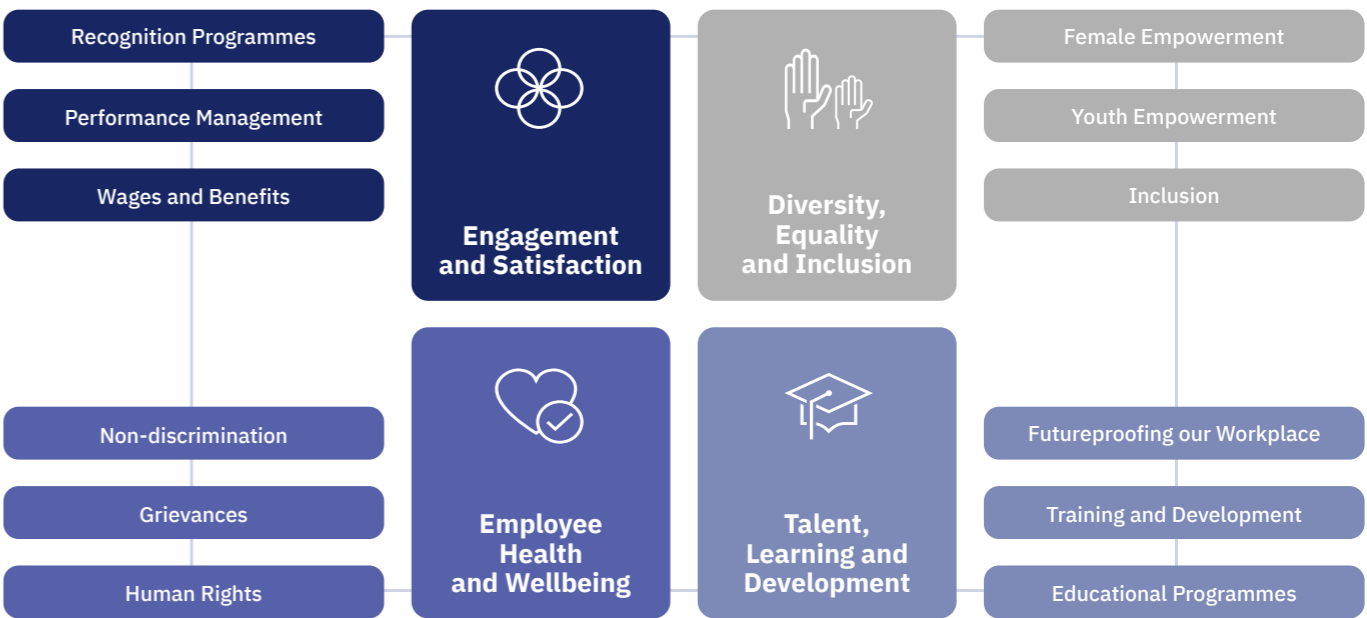 Recognition Programmes
Performance Management
Wages and Benefits
Engagement
and Satisfaction
Diversity,
Equality
and Inclusion
Female Empowerment
Youth Empowerment
Inclusion
Non-discrimination
Grievances
Human Rights
Employee
Health
and Wellbeing
Talent,
Learning and
Development
Futureproofing our Workplace
Training and Development
Educational Programmes